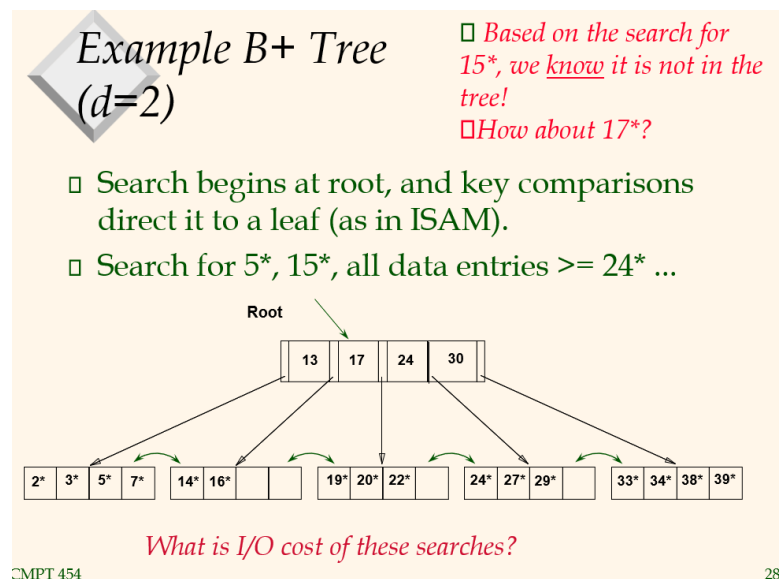 Example B+ Tree
(d=2)
Based on the search for
15*, we know it is not in the
tree!
How about 17*?
Search begins at root, and key comparisons
direct it to a leaf (as in ISAM).
Search for 5*, 15*, all data entries >= 24* ...
Root
13 17 24 30
2* 3* 5* 7* 14* 16* 19* 20* 22* 24* 27* 29* 33* 34* 38* 39*
What is I/O cost of these searches?
CMPT 454 28